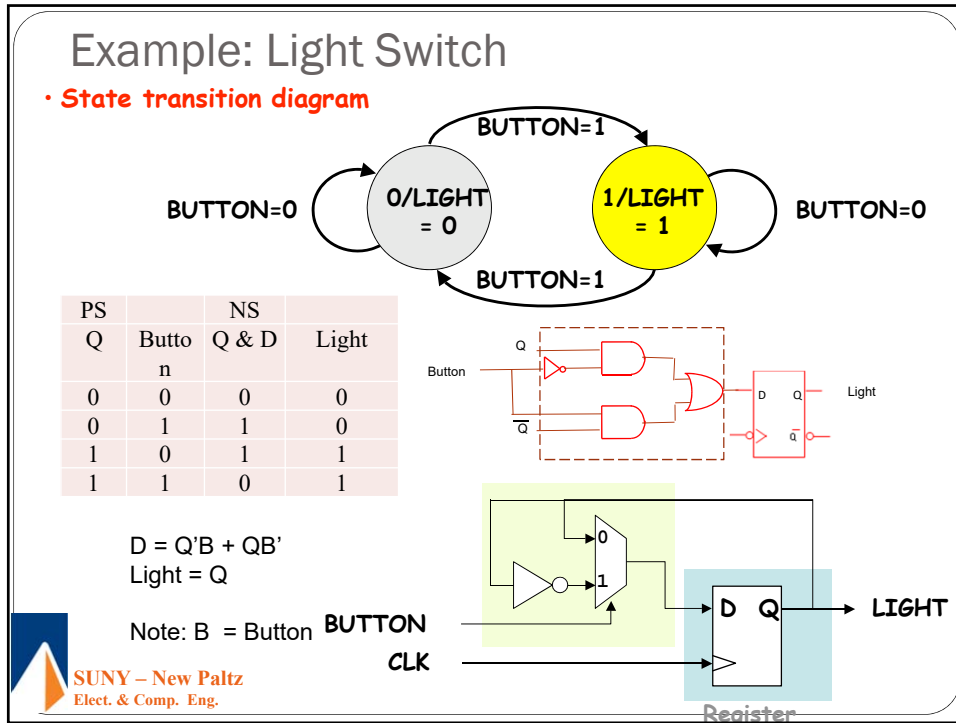 Example: Light Switch
• State transition diagram
BUTTON=1
0/LIGHT
= 0
1/LIGHT
= 1
BUTTON=0
BUTTON=0
BUTTON=1
PS NS
Q Butto Q & D Light
n
0 0 0 0
0 1 1 0
1 0 1 1
1 1 0 1
Q
Button
Q̅
D Q
Q̅
Light
D = Q'B + QB'
Light = Q
Note: B = Button
0
1
BUTTON
CLK
D Q
LIGHT
Register
SUNY – New Paltz
Elect. & Comp. Eng.